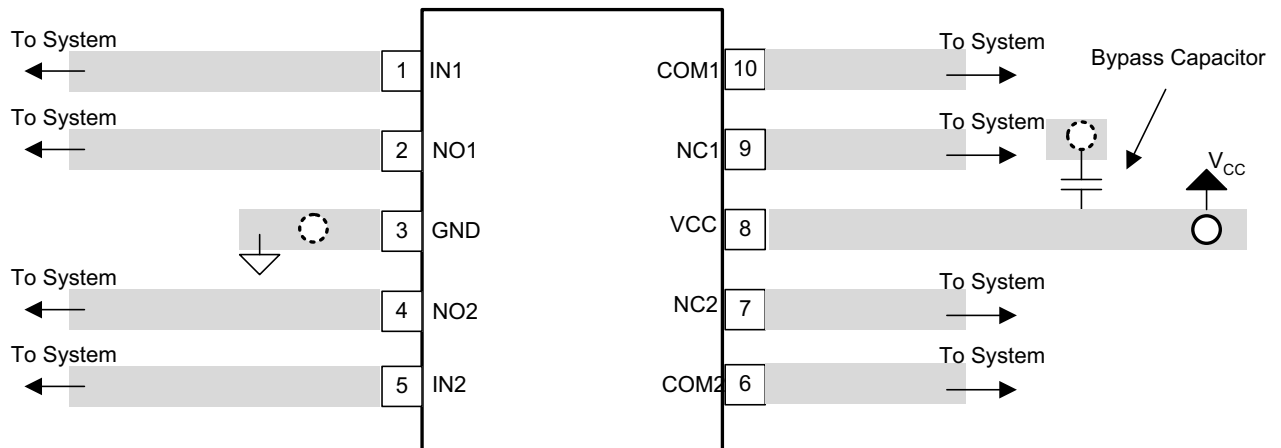 To System
1 IN1
COM1 10
To System
Bypass Capacitor
To System
2 NO1
NC1 9
To System
VCC
3 GND
VCC 8
To System
4 NO2
NC2 7
To System
To System
5 IN2
COM2 6
To System